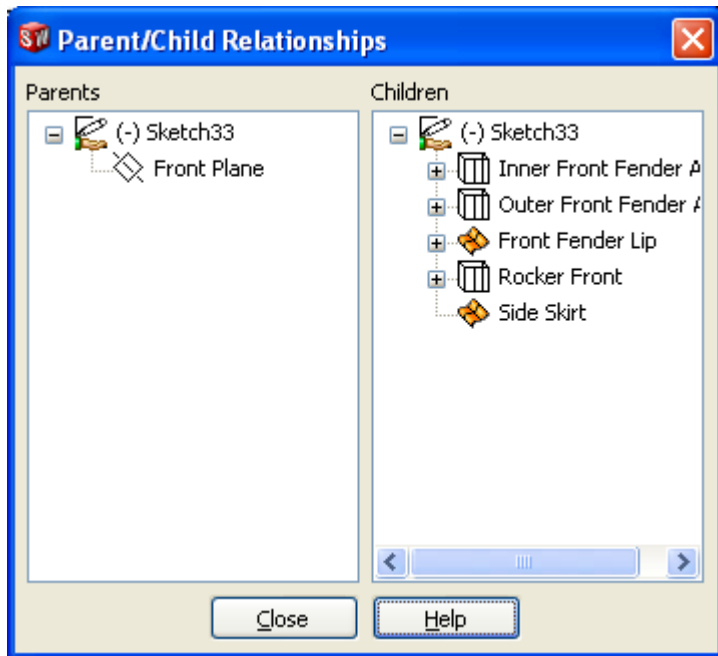 Parent/Child Relationships
Parents
(-) Sketch33
Front Plane
Children
(-) Sketch33
Inner Front Fender
Outer Front Fender
Front Fender Lip
Rocker Front
Side Skirt
Close
Help